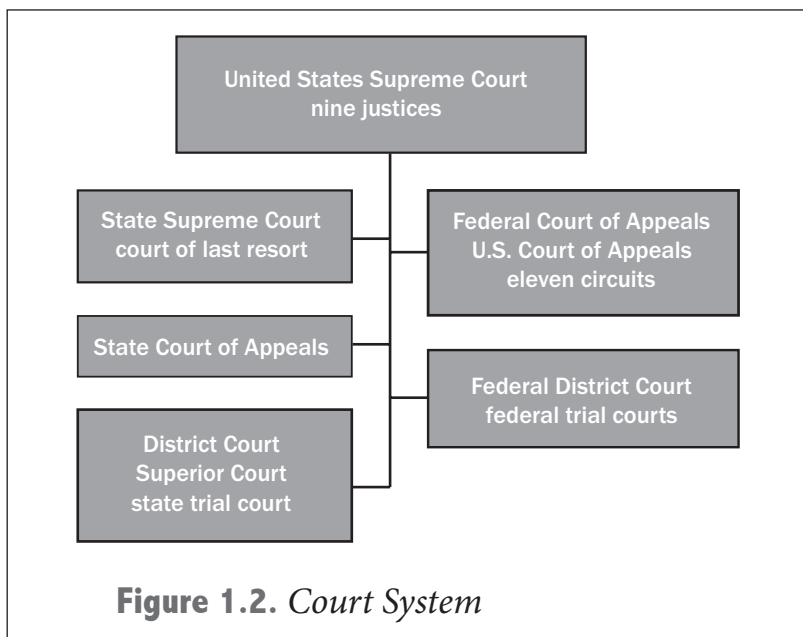 United States Supreme Court
nine justices
State Supreme Court
court of last resort
Federal Court of Appeals
U.S. Court of Appeals
eleven circuits
State Court of Appeals
Federal District Court
federal trial courts
District Court
Superior Court
state trial court
Figure 1.2. Court System